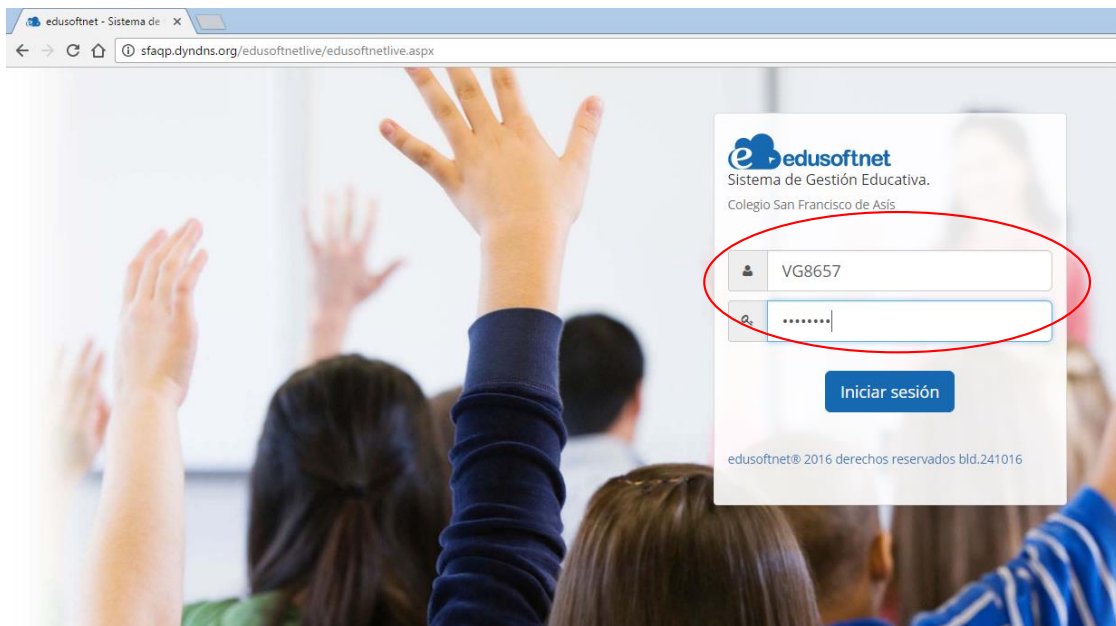 edusoftnet - Sistema de
sfaqp.dyndns.org/edusoftnetlive/edusoftnetlive.aspx
edusoftnet
Sistema de Gestión Educativa.
Colegio San Francisco de Asís
VG8657
••••••••
Iniciar sesión
edusoftnet® 2016 derechos reservados bld.241016